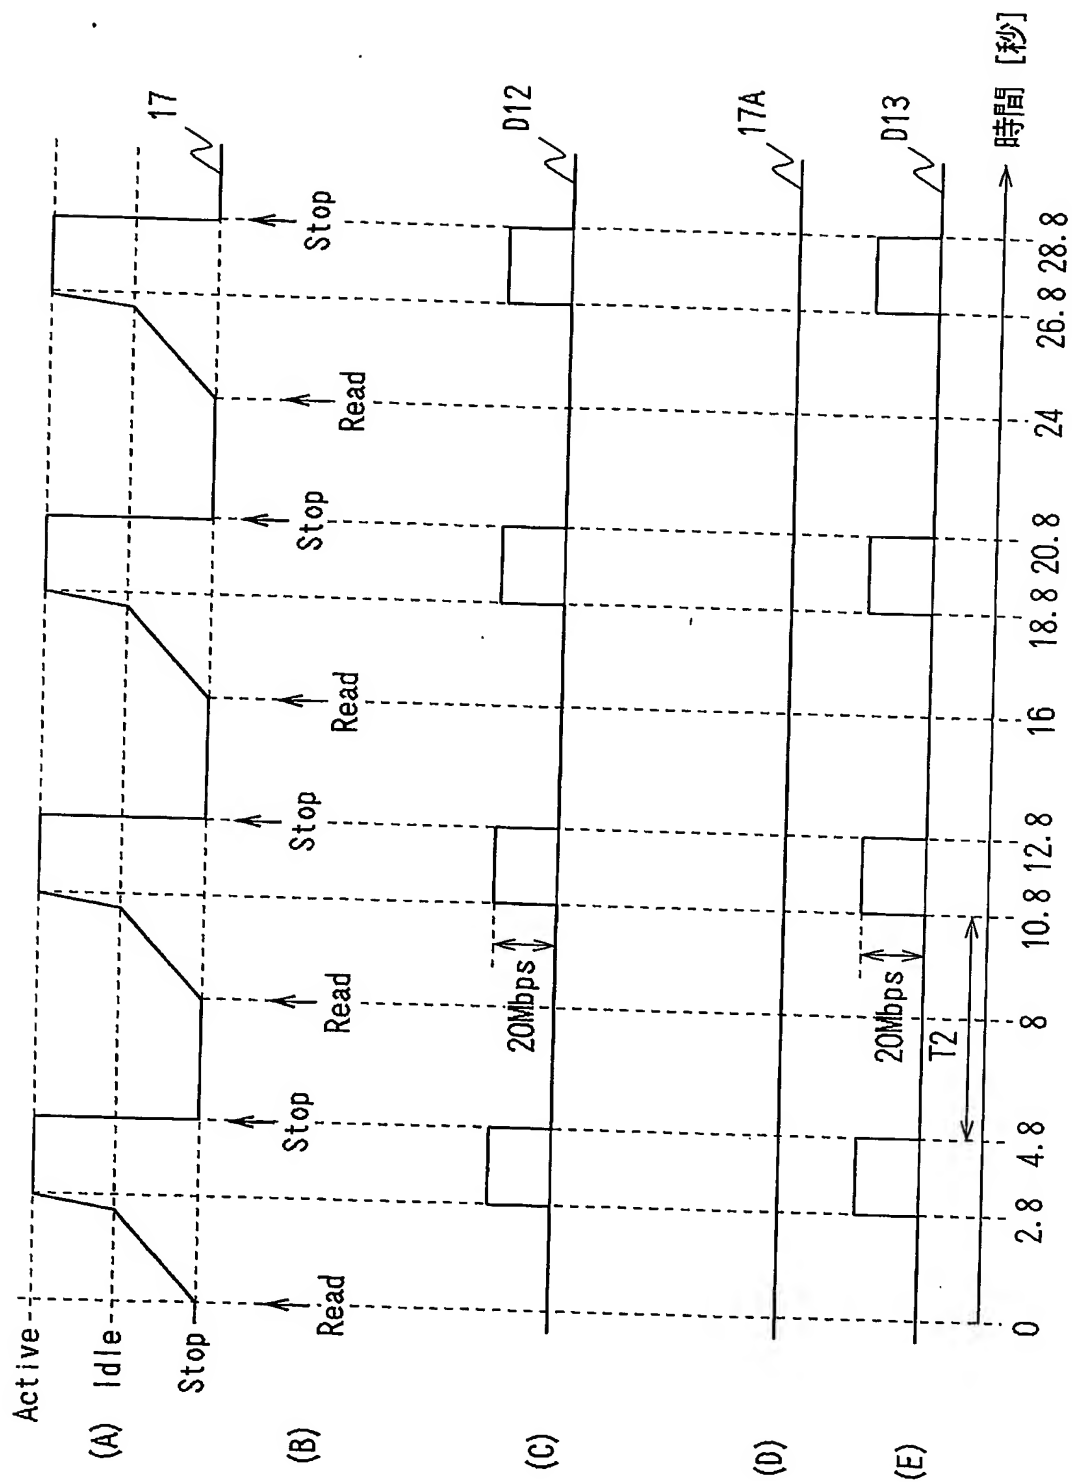 Active
(A) Idle
Stop
17
(B)
Read
Stop
Read
Stop
Read
Stop
Read
Stop
(C)
20Mbps
D12
(D)
17A
(E)
20Mbps
D13
T2
0 2.8 4.8 8 10.8 12.8 16 18.8 20.8 24 26.8 28.8
時間 [秒]